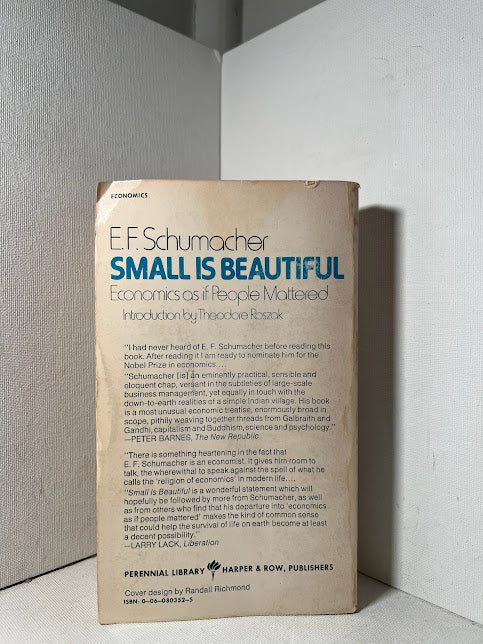 ECONOMICS
E.F. Schumacher
SMALL IS BEAUTIFUL
Economics as if People Mattered
Introduction by Theodore Roszak
"I had never heard of E. F. Schumacher before reading this
book. After reading it I am ready to nominate him for the
Nobel Prize in economics....
"Schumacher [is] an eminently practical, sensible and
eloquent chap, versant in the subtleties of large-scale
business management, yet equally in touch with the
down-to-earth realities of a simple Indian village. His book
is a most unusual economic treatise, enormously broad in
scope, pithily weaving together threads from Galbraith and
Gandhi, capitalism and Buddhism, science and psychology."
—PETER BARNES, The New Republic
"There is something heartening in the fact that
E. F. Schumacher is an economist. It gives him room to
talk, the wherewithal to speak against the spell of what he
calls the 'religion of economics' in modern life....
"Small is Beautiful is a wonderful statement which will
hopefully be followed by more from Schumacher, as well
as from others who find that his departure into 'economics
as if people mattered' makes the kind of common sense
that could help the survival of life on earth become at least
a decent possibility."
—LARRY LACK, Liberation
PERENNIAL LIBRARY HARPER & ROW, PUBLISHERS
Cover design by Randall Richmond
ISBN: 0-06-080352-5